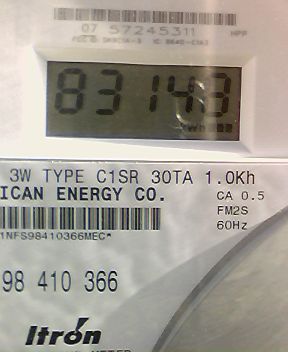 07 57245311 HPP
83143
kWh
3W TYPE C1SR 30TA 1.0Kh
ICAN ENERGY CO. CA 0.5
FM2S
60Hz
1NFS98410366MEC*
98 410 366
Itron